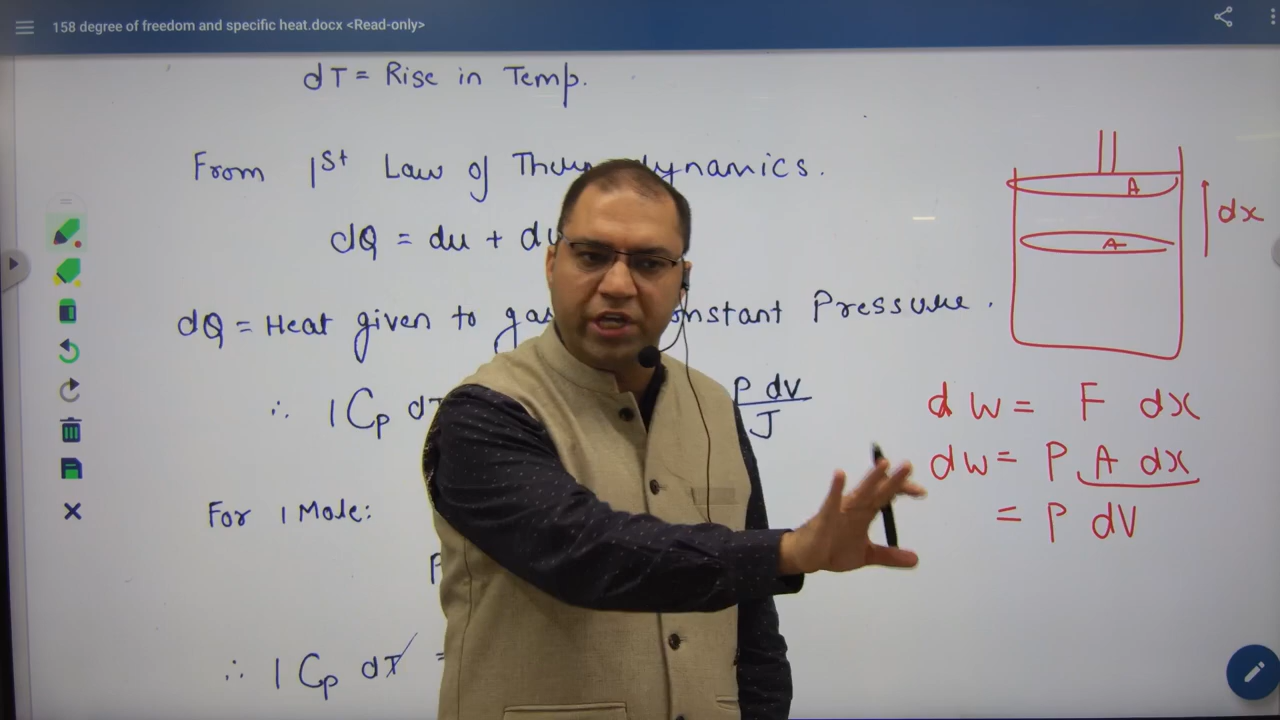 158 degree of freedom and specific heat.docx <Read-only>
dT = Rise in Temp.
From 1st Law of Thermodynamics.
dQ = du +
dQ = Heat given to gas Constant Pressure.
∴ 1 Cp dT P dV / J
For 1 Mole:
∴ 1 Cp dT =
A
A
dx
dw = F dx
dw = P A dx
= P dV